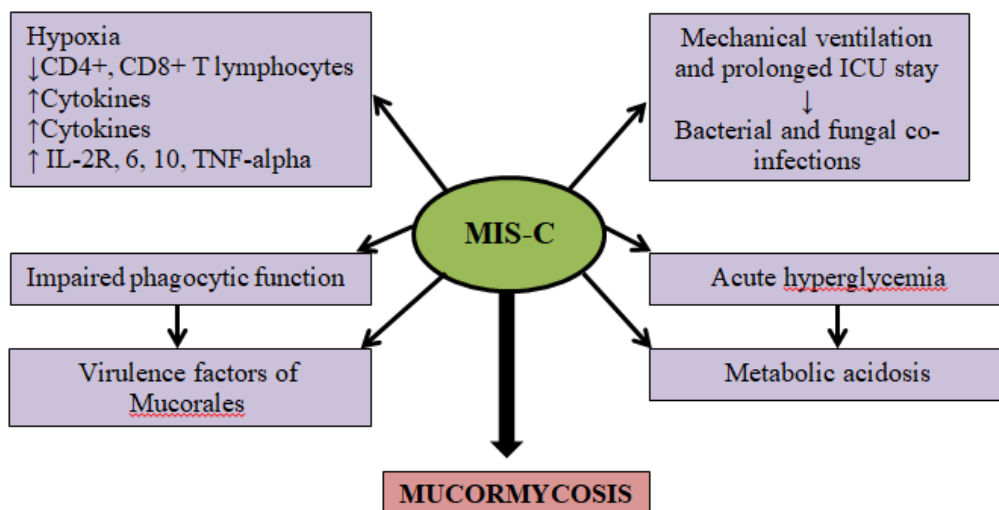 Hypoxia
↓CD4+, CD8+ T lymphocytes
↑Cytokines
↑Cytokines
↑ IL-2R, 6, 10, TNF-alpha
Mechanical ventilation
and prolonged ICU stay
↓
Bacterial and fungal co-
infections
MIS-C
Impaired phagocytic function
Acute hyperglycemia
Virulence factors of
Mucorales
Metabolic acidosis
MUCORMYCOSIS